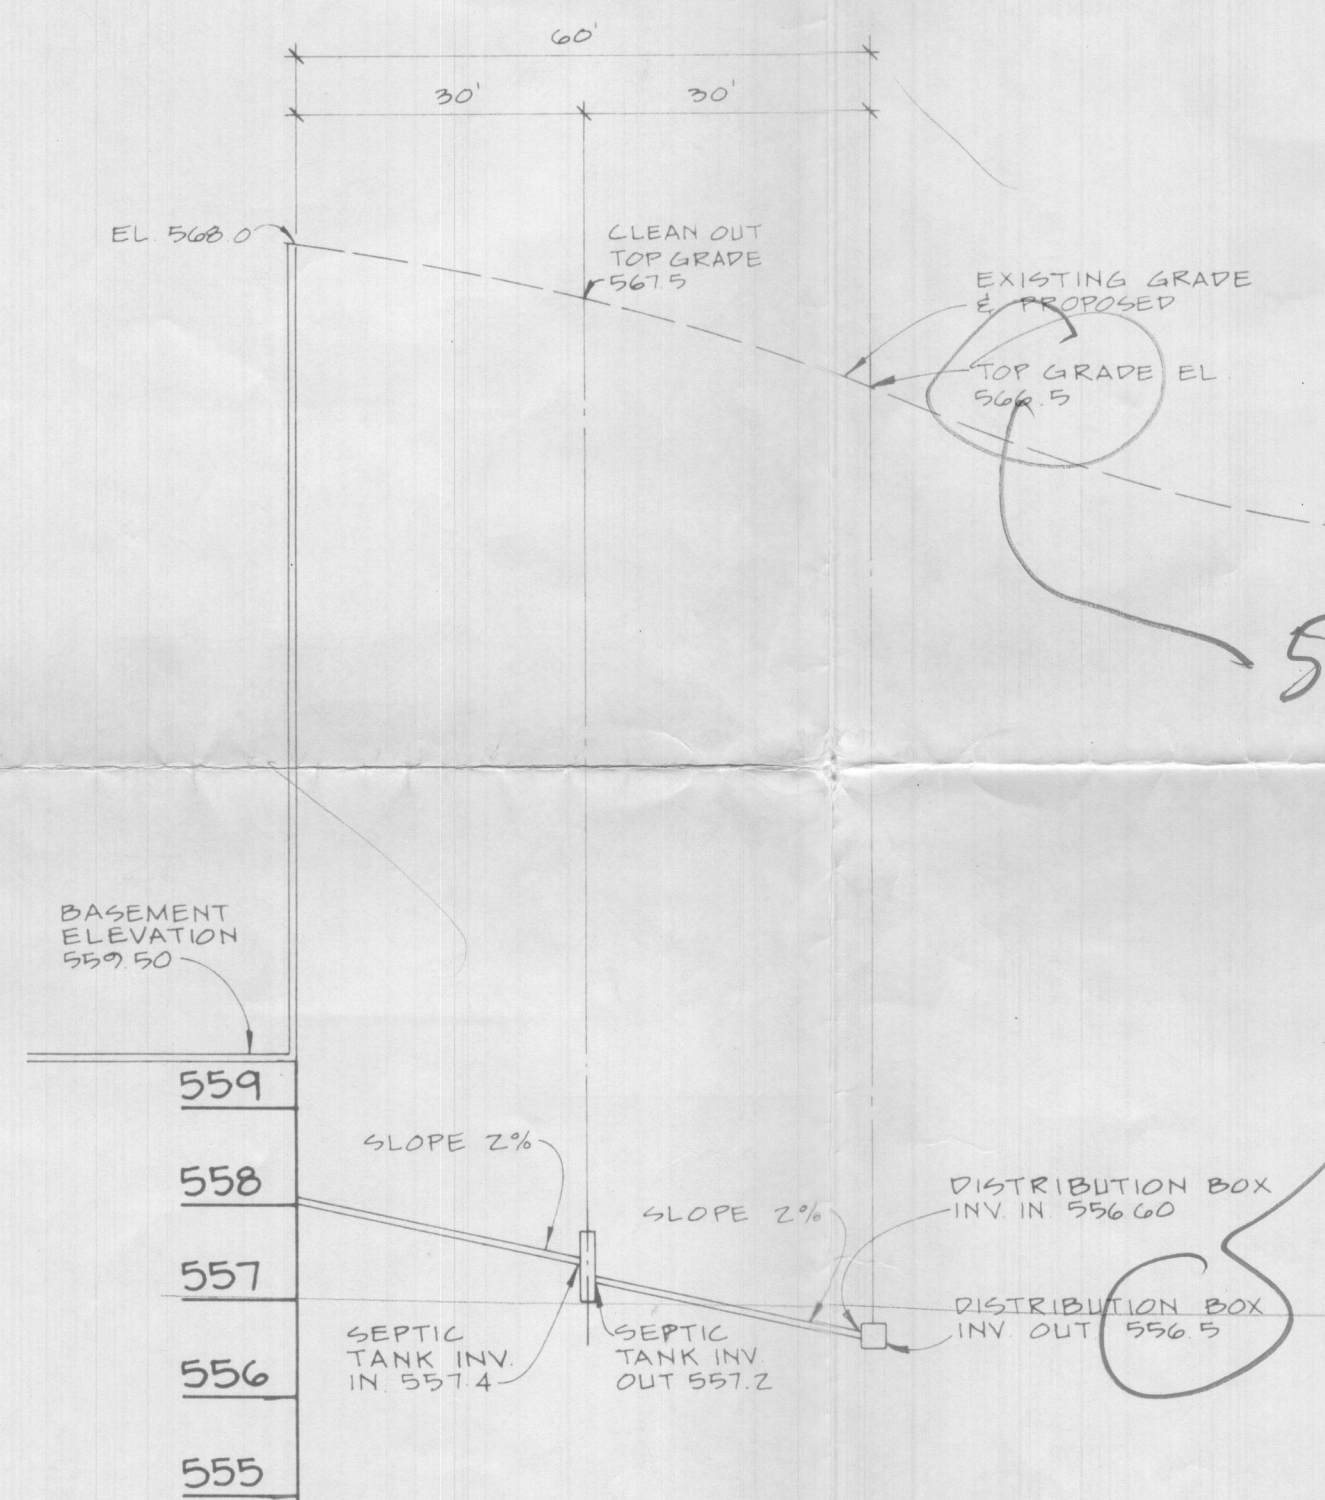 60'
30'
30'
EL. 568.0
CLEAN OUT
TOP GRADE
567.5
EXISTING GRADE
& PROPOSED
TOP GRADE EL.
566.5
5
BASEMENT
ELEVATION
559.50
559
558
557
556
555
SLOPE 2%
SLOPE 2%
DISTRIBUTION BOX
INV. IN. 556.60
DISTRIBUTION BOX
INV. OUT 556.5
SEPTIC
TANK INV.
IN. 557.4
SEPTIC
TANK INV.
OUT 557.2